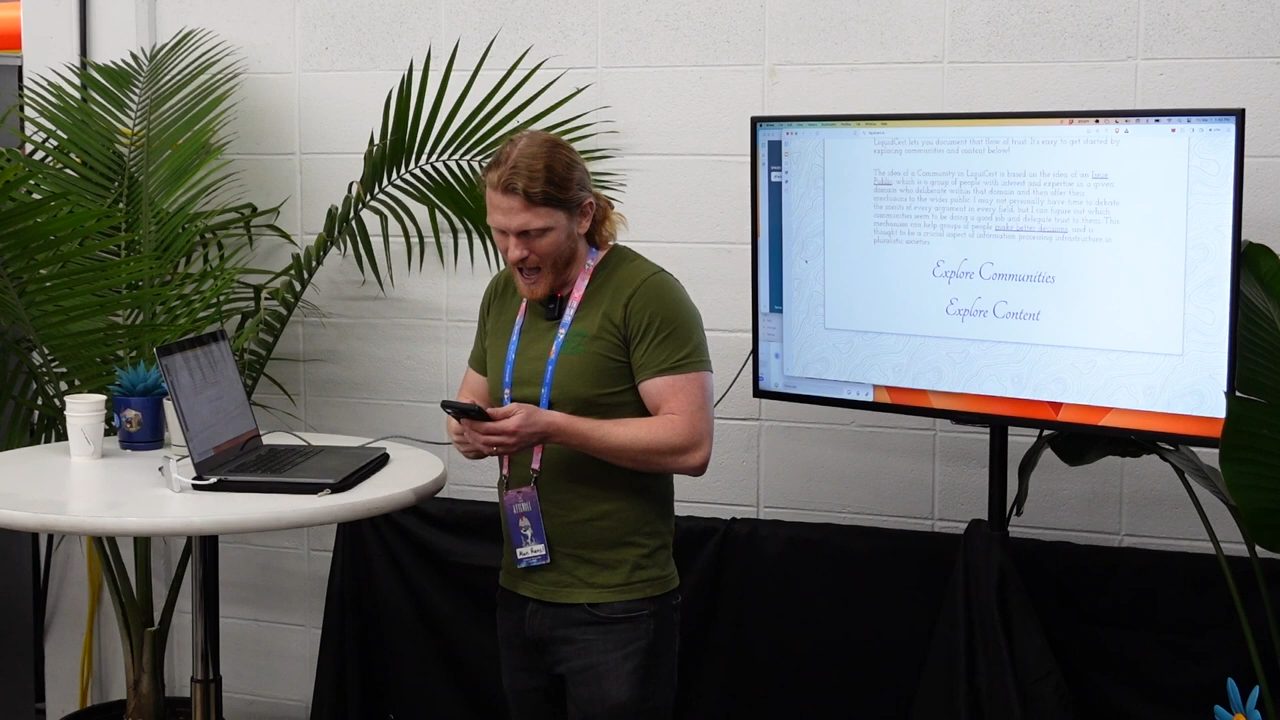 LiquiCert lets you document that flow of trust. It's easy to get started by
exploring communities and content below!
The idea of a Community in LiquiCert is based on the idea of an Issue
Public, which is a group of people with interest and expertise in a given
domain who deliberate within that domain and then offer their
conclusions to the wider public. I may not personally have time to debate
the merits of every argument in every field, but I can figure out which
communities seem to be doing a good job and delegate trust to them. This
mechanism can help groups of people make better decisions, and is
thought to be a crucial aspect of information processing infrastructure in
pluralistic societies.
Explore Communities
Explore Content
ATTENDEE